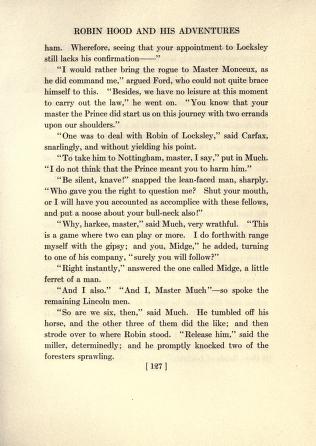 ROBIN HOOD AND HIS ADVENTURES
ham. Wherefore, seeing that your appointment to Locksley
still lacks his confirmation——"
"I would rather bring the rogue to Master Monceux, as
he did command me," argued Ford, who could not quite brace
himself to this. "Besides, we have no leisure at this moment
to carry out the law," he went on. "You know that your
master the Prince did start us on this journey with two errands
upon our shoulders."
"One was to deal with Robin of Locksley," said Carfax,
snarlingly, and without yielding his point.
"To take him to Nottingham, master, I say," put in Much.
"I do not think that the Prince meant you to harm him."
"Be silent, knave!" snapped the lean-faced man, sharply.
"Who gave you the right to question me? Shut your mouth,
or I will have you accounted as accomplice with these fellows,
and put a noose about your bull-neck also!"
"Why, harkee, master," said Much, very wrathful. "This
is a game where two can play or more. I do forthwith range
myself with the gipsy; and you, Midge," he added, turning
to one of his company, "surely you will follow?"
"Right instantly," answered the one called Midge, a little
ferret of a man.
"And I also." "And I, Master Much"—so spoke the
remaining Lincoln men.
"So are we six, then," said Much. He tumbled off his
horse, and the other three of them did the like; and then
strode over to where Robin stood. "Release him," said the
miller, determinedly; and he promptly knocked two of the
foresters sprawling.
[ 127 ]